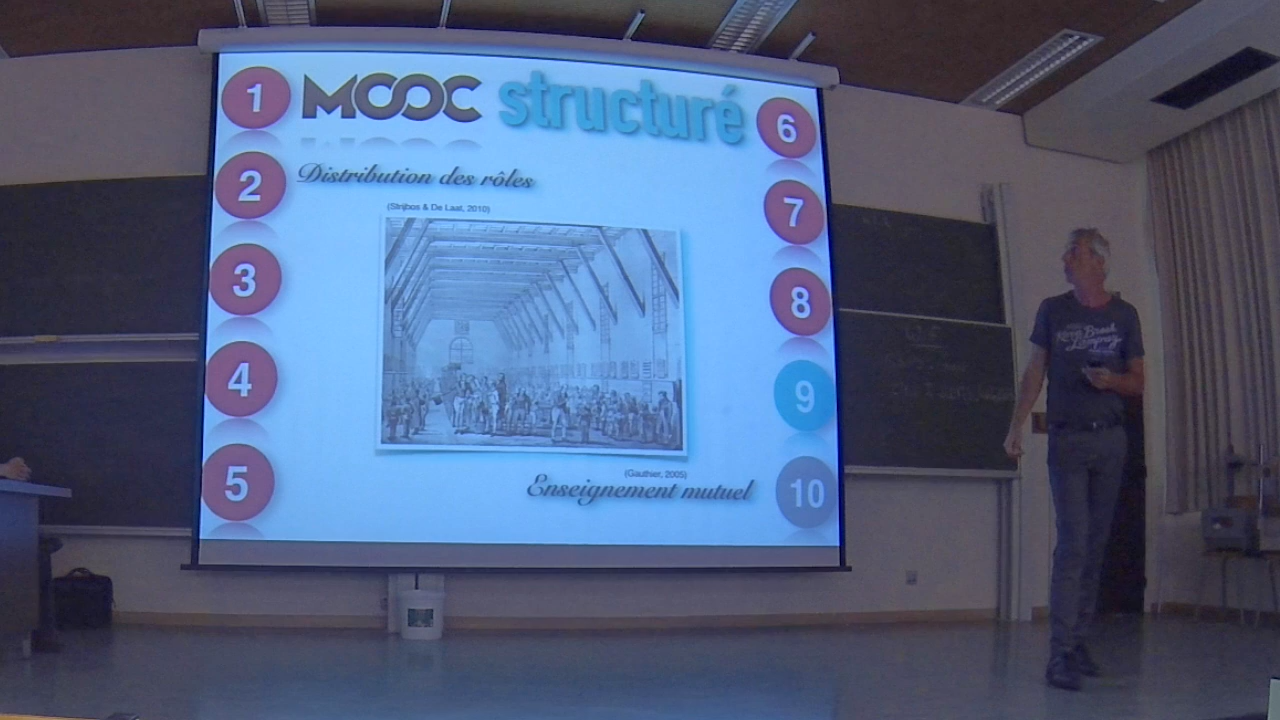 MOOC structuré
1
2
3
4
5
Distribution des rôles
(Strijbos & De Laat, 2010)
(Gauthier, 2005)
Enseignement mutuel
6
7
8
9
10